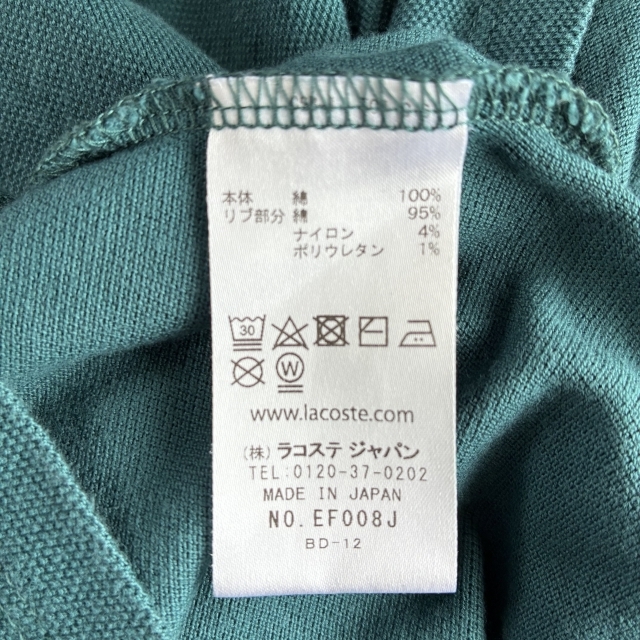 本体 綿 100%
リブ部分 綿 95%
ナイロン 4%
ポリウレタン 1%
30
W
www.lacoste.com
(株) ラコステ ジャパン
TEL:0120-37-0202
MADE IN JAPAN
NO. EF008J
BD-12